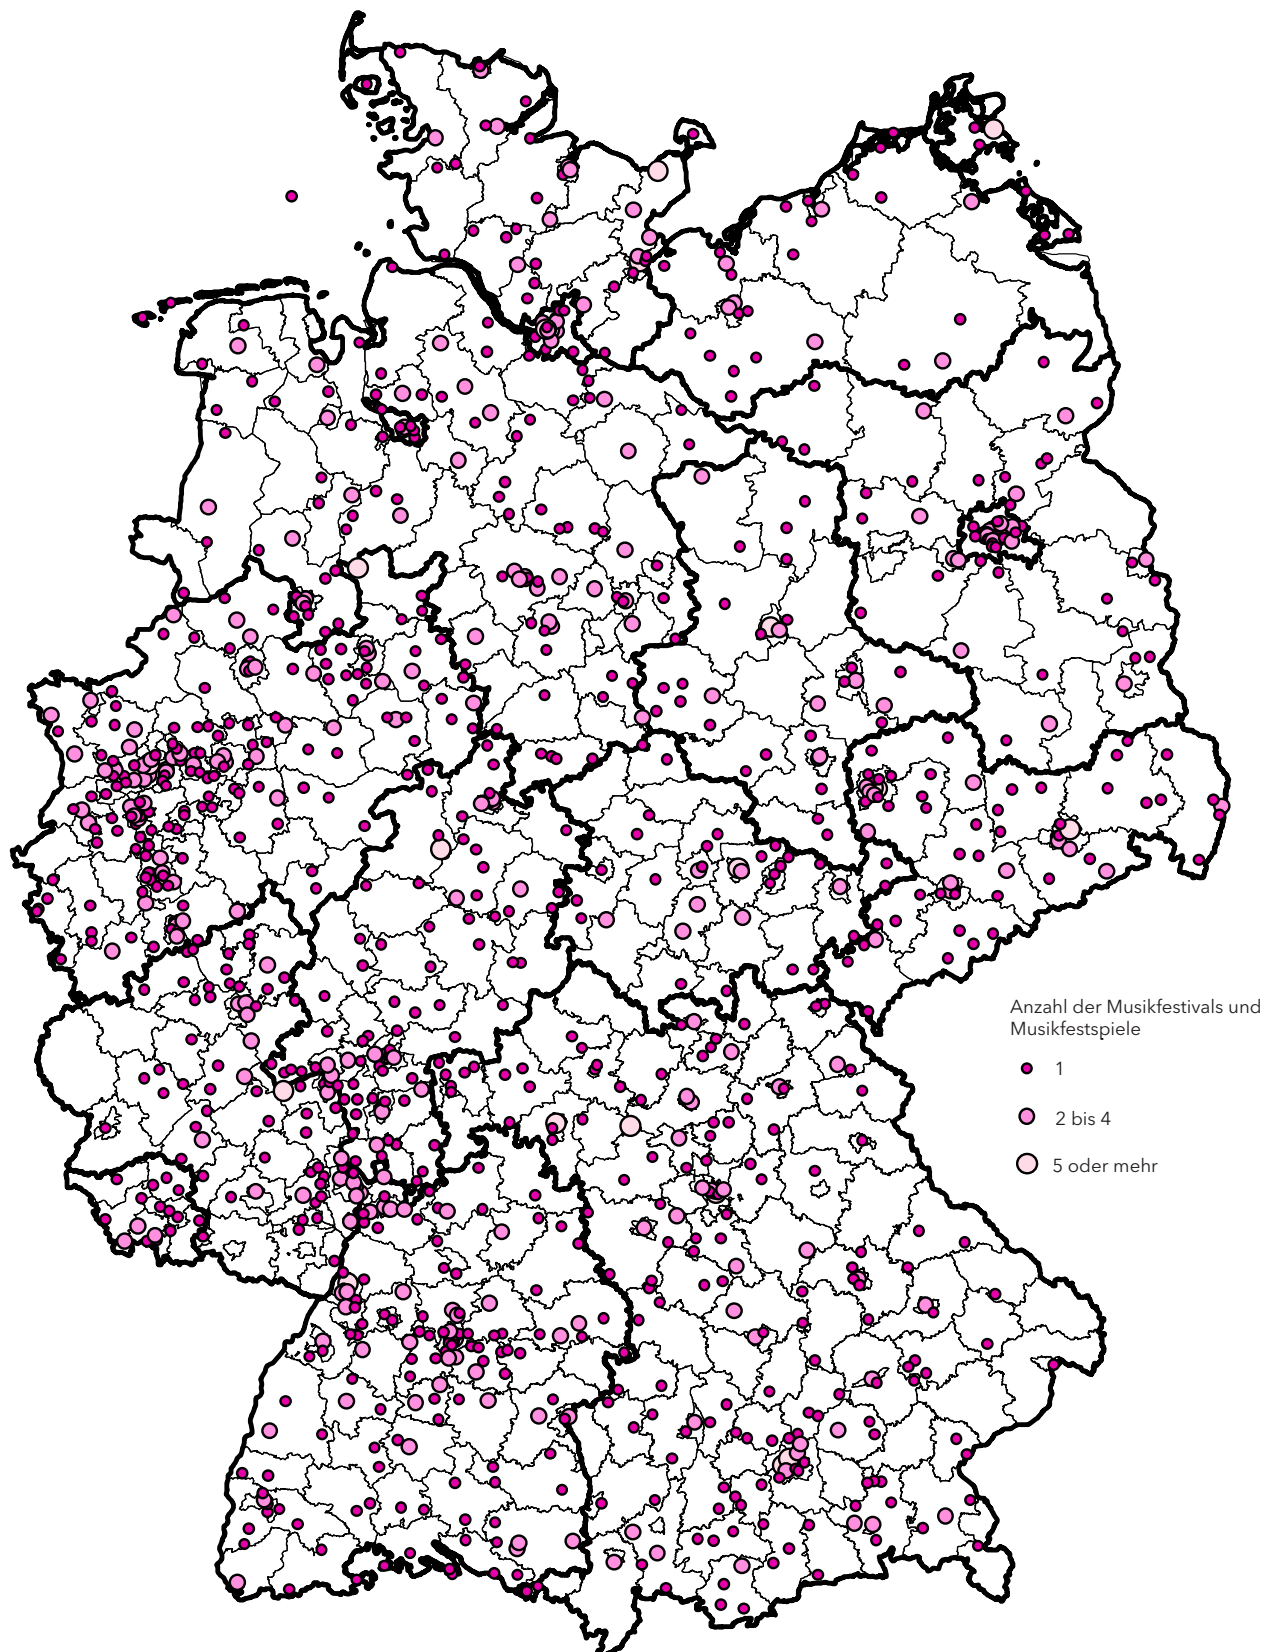 Anzahl der Musikfestivals und
Musikfestspiele
1
2 bis 4
5 oder mehr